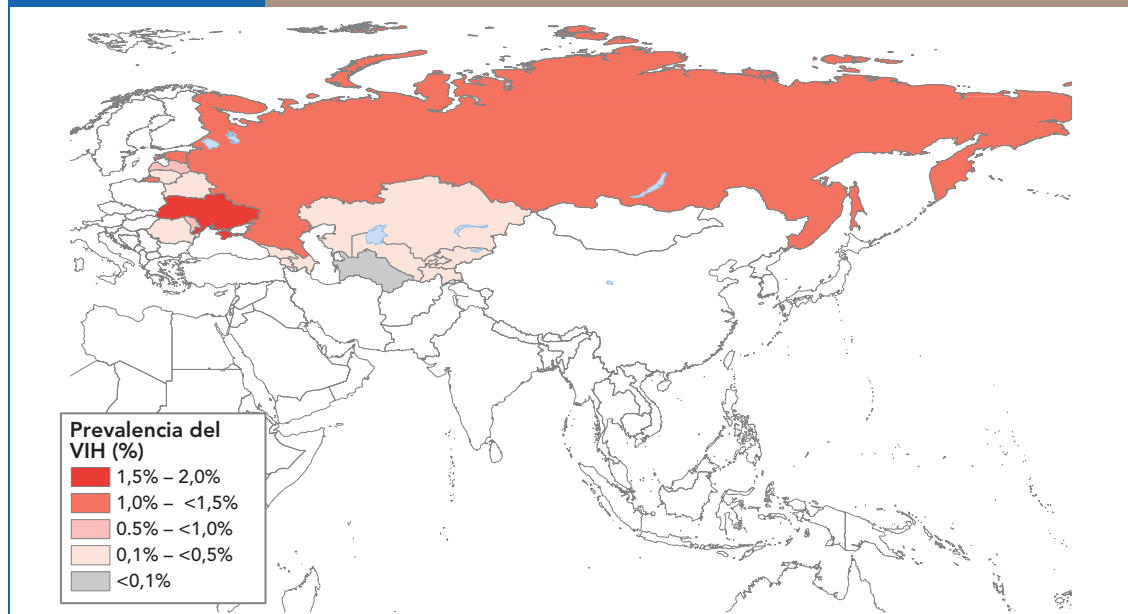 Prevalencia del
VIH (%)
1,5% – 2,0%
1.0% – <1,5%
0.5% – <1,0%
0,1% – <0,5%
<0,1%